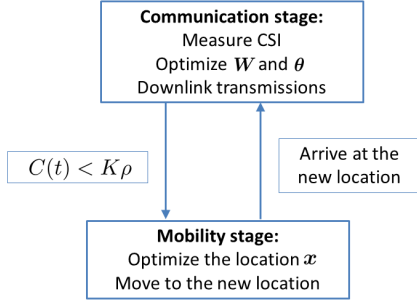 Communication stage:
Measure CSI
Optimize W and θ
Downlink transmissions
C(t) < Kρ
Arrive at the
new location
Mobility stage:
Optimize the location x
Move to the new location